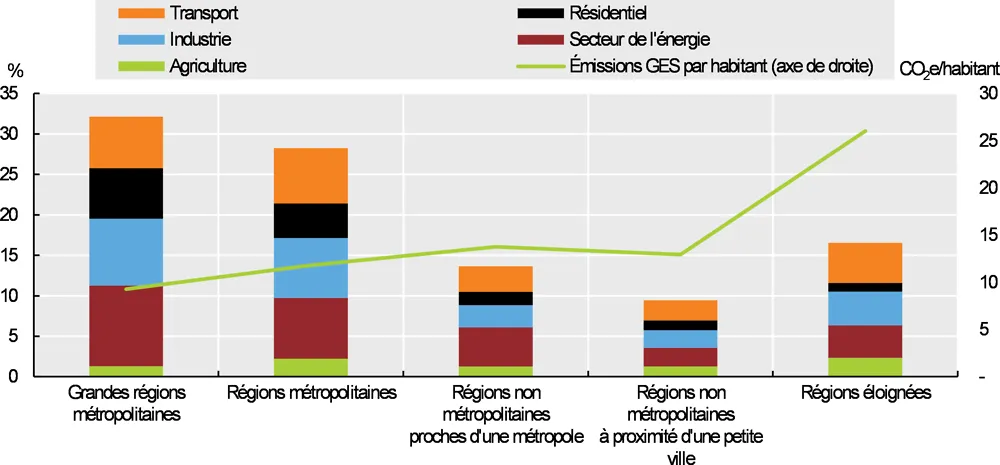 Transport
Résidentiel
Industrie
Secteur de l'énergie
Agriculture
Émissions GES par habitant (axe de droite)
%
CO₂e/habitant
35
30
25
20
15
10
5
0
30
25
20
15
10
5
-
Grandes régions
métropolitaines
Régions métropolitaines
Régions non
métropolitaines
proches d'une métropole
Régions non
métropolitaines
à proximité d'une petite
ville
Régions éloignées